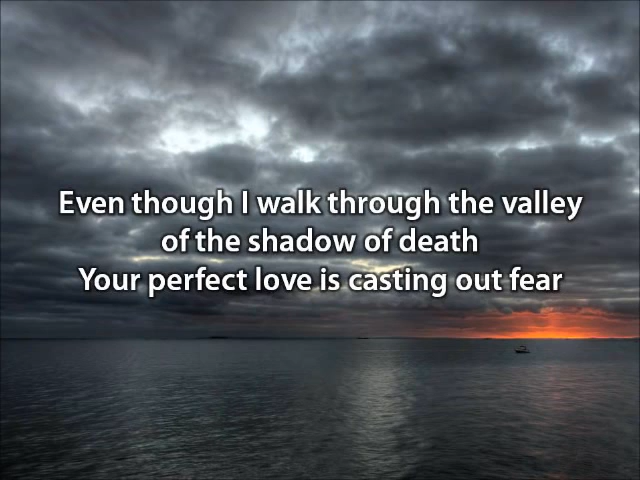 Even though I walk through the valley
of the shadow of death
Your perfect love is casting out fear